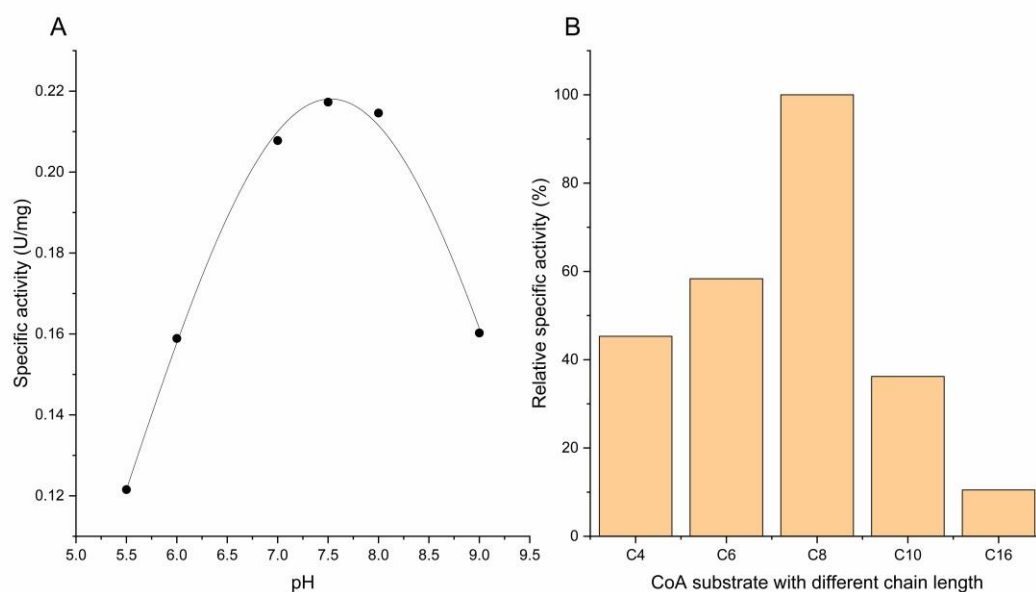 A
Specific activity (U/mg)
0.22
0.20
0.18
0.16
0.14
0.12
5.0 5.5 6.0 6.5 7.0 7.5 8.0 8.5 9.0 9.5
pH
B
Relative specific activity (%)
100
80
60
40
20
0
C4 C6 C8 C10 C16
CoA substrate with different chain length